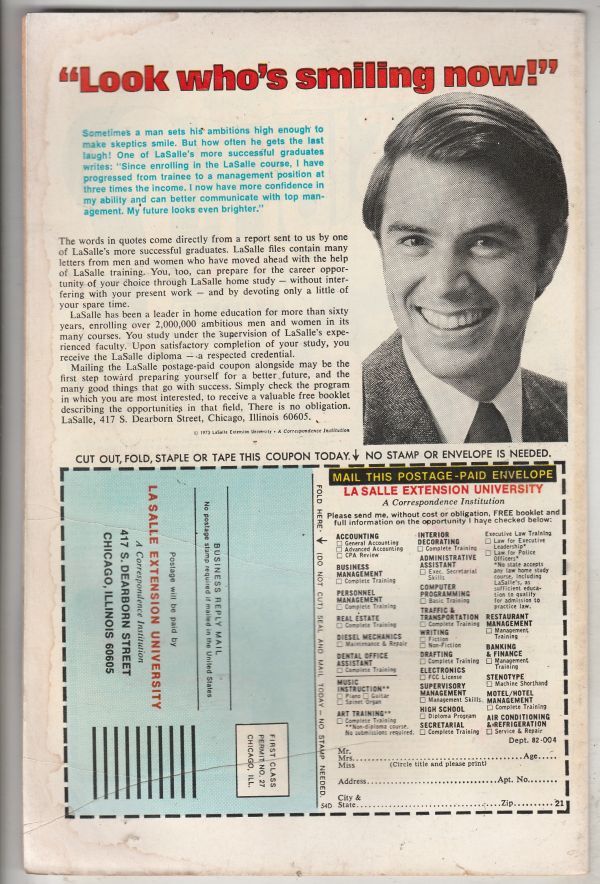 “Look who’s smiling now!”
Sometimes a man sets his ambitions high enough to
make skeptics smile. But how often he gets the last
laugh! One of LaSalle's more successful graduates
writes: "Since enrolling in the LaSalle course, I have
progressed from trainee to a management position at
three times the income. I now have more confidence in
my ability and can better communicate with top man-
agement. My future looks even brighter."
The words in quotes come directly from a report sent to us by one
of LaSalle's more successful graduates. LaSalle files contain many
letters from men and women who have moved ahead with the help
of LaSalle training. You, too, can prepare for the career oppor-
tunity of your choice through LaSalle home study — without inter-
fering with your present work — and by devoting only a little of
your spare time.
LaSalle has been a leader in home education for more than sixty
years, enrolling over 2,000,000 ambitious men and women in its
many courses. You study under the supervision of LaSalle's expe-
rienced faculty. Upon satisfactory completion of your study, you
receive the LaSalle diploma — a respected credential.
Mailing the LaSalle postage-paid coupon alongside may be the
first step toward preparing yourself for a better future, and the
many good things that go with success. Simply check the program
in which you are most interested, to receive a valuable free booklet
describing the opportunities in that field. There is no obligation.
LaSalle, 417 S. Dearborn Street, Chicago, Illinois 60605.
© 1973 LaSalle Extension University • A Correspondence Institution
CUT OUT, FOLD, STAPLE OR TAPE THIS COUPON TODAY. NO STAMP OR ENVELOPE IS NEEDED.
FIRST CLASS
PERMIT NO. 27
CHICAGO, ILL.
BUSINESS REPLY MAIL
No postage stamp required if mailed in the United States
Postage will be paid by
LA SALLE EXTENSION UNIVERSITY
A Correspondence Institution
417 S. DEARBORN STREET
CHICAGO, ILLINOIS 60605
FOLD HERE (DO NOT CUT) SEAL AND MAIL TODAY — NO STAMP NEEDED.
54D
MAIL THIS POSTAGE-PAID ENVELOPE
LA SALLE EXTENSION UNIVERSITY
A Correspondence Institution
Please send me, without cost or obligation, FREE booklet and
full information on the opportunity I have checked below:
ACCOUNTING
☐ General Accounting
☐ Advanced Accounting
☐ CPA Review
BUSINESS
MANAGEMENT
☐ Complete Training
PERSONNEL
MANAGEMENT
☐ Complete Training
REAL ESTATE
☐ Complete Training
DIESEL MECHANICS
☐ Maintenance & Repair
DENTAL OFFICE
ASSISTANT
☐ Complete Training
MUSIC
INSTRUCTION**
☐ Piano ☐ Guitar
☐ Spinet Organ
ART TRAINING**
☐ Complete Training
**Non-diploma course.
No submissions required.
INTERIOR
DECORATING
☐ Complete Training
ADMINISTRATIVE
ASSISTANT
☐ Exec. Secretarial
Skills
COMPUTER
PROGRAMMING
☐ Basic Training
TRAFFIC &
TRANSPORTATION
☐ Complete Training
WRITING
☐ Fiction
☐ Non-Fiction
DRAFTING
☐ Complete Training
ELECTRONICS
☐ FCC License
SUPERVISORY
MANAGEMENT
☐ Management Skills
HIGH SCHOOL
☐ Diploma Program
SECRETARIAL
☐ Complete Training
Executive Law Training
☐ Law for Executive
Leadership*
☐ Law for Police
Officers*
*No state accepts
any law home study
course, including
LaSalle's, as
sufficient educa-
tion to qualify
for admission to
practice law.
RESTAURANT
MANAGEMENT
☐ Management
Training
BANKING
& FINANCE
☐ Management
Training
STENOTYPE
☐ Machine Shorthand
MOTEL/HOTEL
MANAGEMENT
☐ Complete Training
AIR CONDITIONING
& REFRIGERATION
☐ Service & Repair
Dept. 82-004
Mr.
Mrs. Age
Miss (Circle title and please print)
Address Apt. No.
City &
State Zip 21